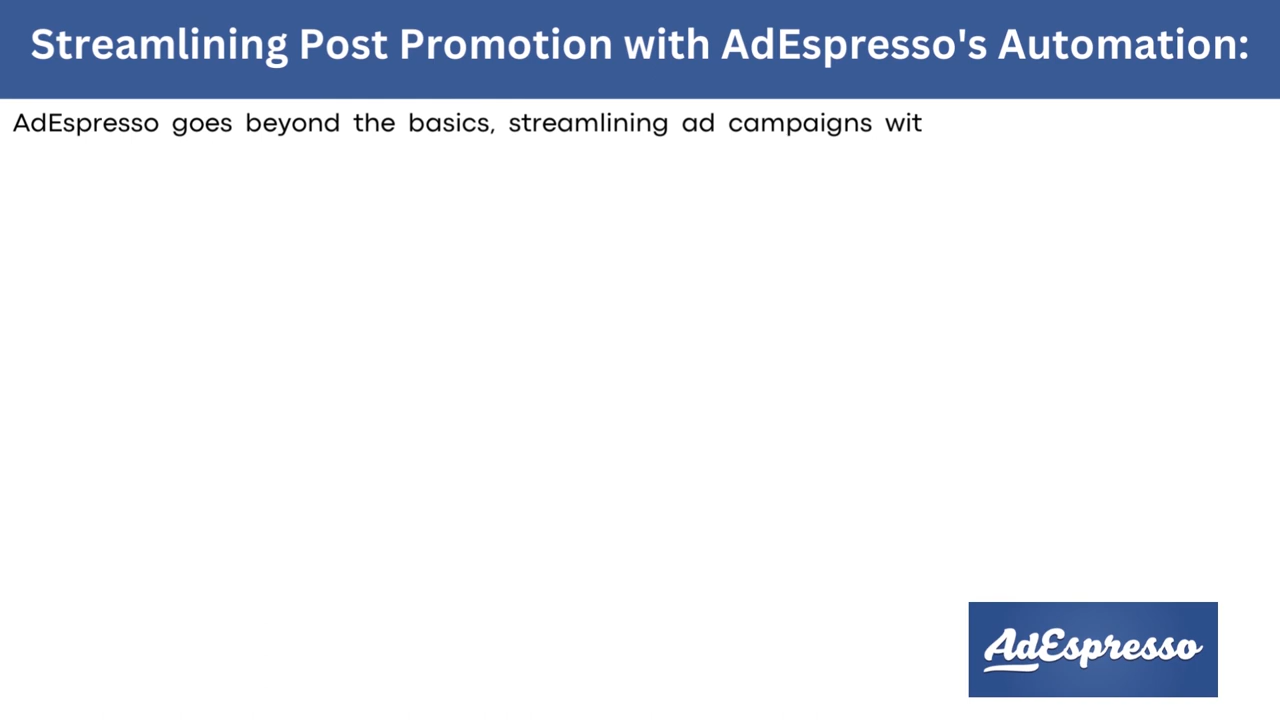 Streamlining Post Promotion with AdEspresso's Automation:
AdEspresso goes beyond the basics, streamlining ad campaigns wit
AdEspresso